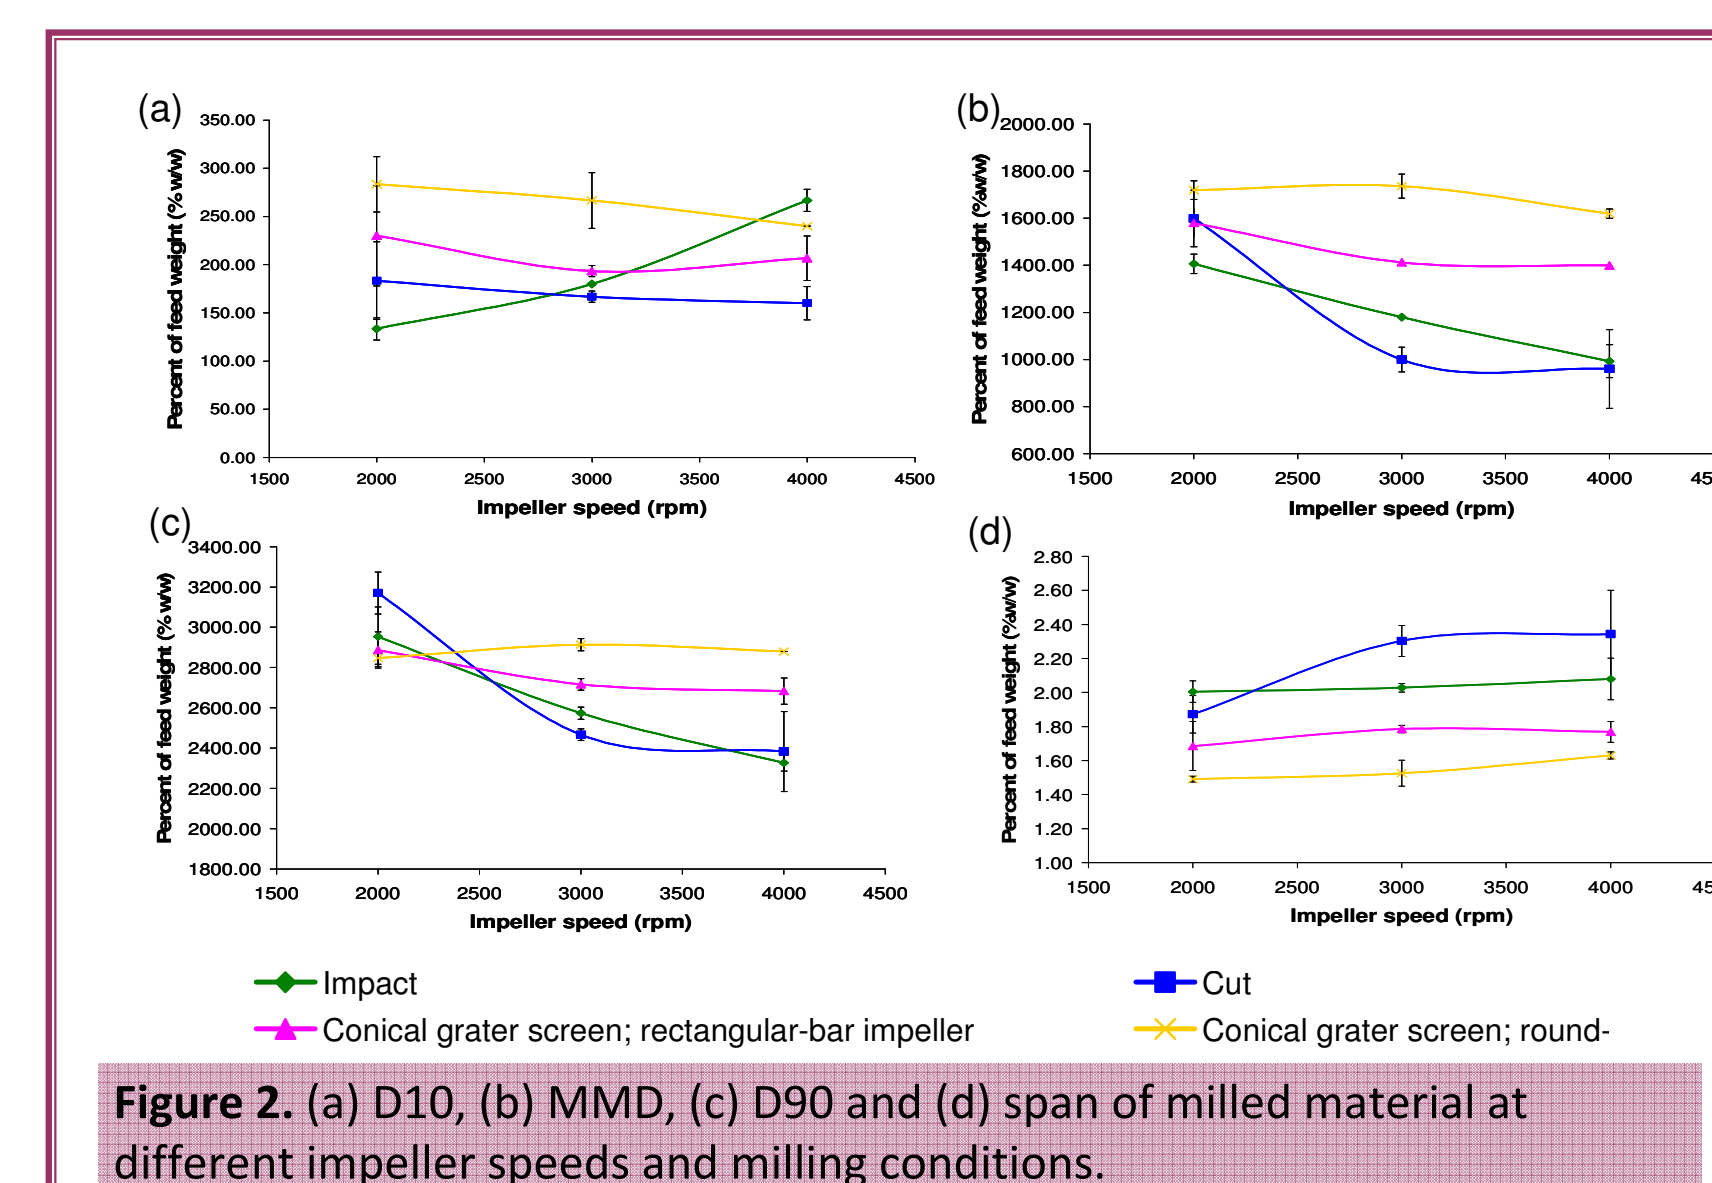 (a)
350.00
300.00
250.00
200.00
150.00
100.00
50.00
0.00
Percent of feed weight (% w/w)
1500 2000 2500 3000 3500 4000 4500
Impeller speed (rpm)
(b)
2000.00
1800.00
1600.00
1400.00
1200.00
1000.00
800.00
600.00
Percent of feed weight (%w/w)
1500 2000 2500 3000 3500 4000 45
Impeller speed (rpm)
(c)
3400.00
3200.00
3000.00
2800.00
2600.00
2400.00
2200.00
2000.00
1800.00
Percent of feed weight (% w/w)
1500 2000 2500 3000 3500 4000 4500
Impeller speed (rpm)
(d)
2.80
2.60
2.40
2.20
2.00
1.80
1.60
1.40
1.20
1.00
Percent of feed weight (%w/w)
1500 2000 2500 3000 3500 4000 45
Impeller speed (rpm)
Impact
Cut
Conical grater screen; rectangular-bar impeller
Conical grater screen; round-
Figure 2. (a) D10, (b) MMD, (c) D90 and (d) span of milled material at
different impeller speeds and milling conditions.